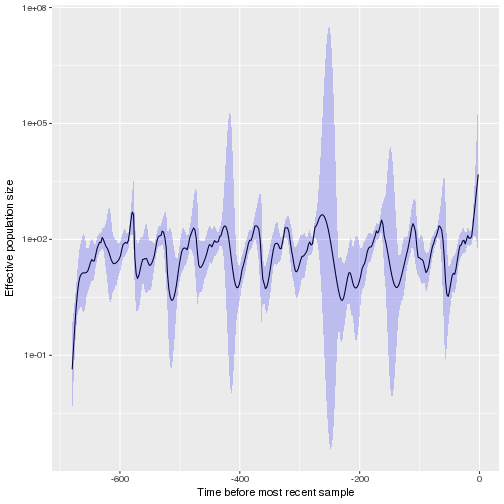 1e+08
1e+05
1e+02
1e-01
Effective population size
-600
-400
-200
0
Time before most recent sample